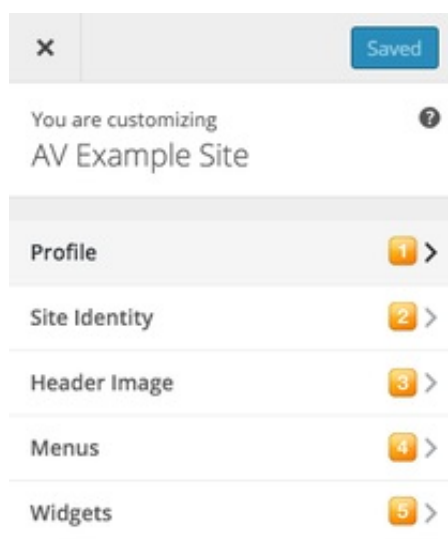 Saved
You are customizing
AV Example Site
Profile 1
Site Identity 2
Header Image 3
Menus 4
Widgets 5